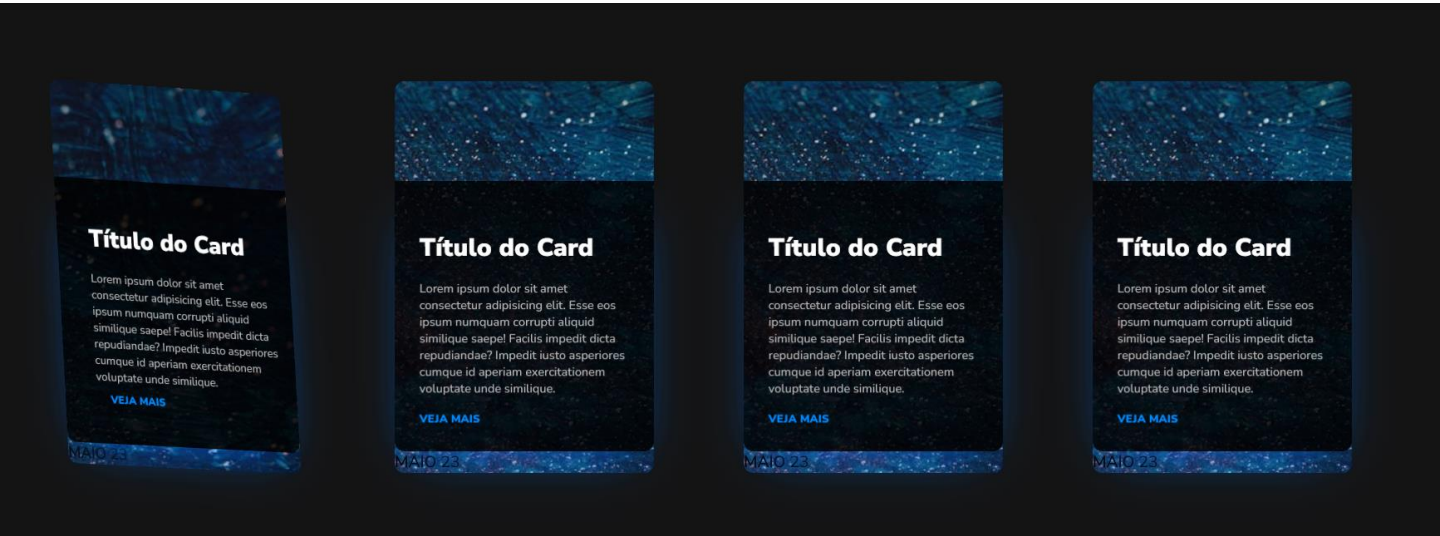 Título do Card
Lorem ipsum dolor sit amet
consectetur adipisicing elit. Esse eos
ipsum numquam corrupti aliquid
similique saepe! Facilis impedit dicta
repudiandae? Impedit iusto asperiores
cumque id aperiam exercitationem
voluptate unde similique.
VEJA MAIS
MAIO 23
Título do Card
Lorem ipsum dolor sit amet
consectetur adipisicing elit. Esse eos
ipsum numquam corrupti aliquid
similique saepe! Facilis impedit dicta
repudiandae? Impedit iusto asperiores
cumque id aperiam exercitationem
voluptate unde similique.
VEJA MAIS
MAIO 23
Título do Card
Lorem ipsum dolor sit amet
consectetur adipisicing elit. Esse eos
ipsum numquam corrupti aliquid
similique saepe! Facilis impedit dicta
repudiandae? Impedit iusto asperiores
cumque id aperiam exercitationem
voluptate unde similique.
VEJA MAIS
MAIO 23
Título do Card
Lorem ipsum dolor sit amet
consectetur adipisicing elit. Esse eos
ipsum numquam corrupti aliquid
similique saepe! Facilis impedit dicta
repudiandae? Impedit iusto asperiores
cumque id aperiam exercitationem
voluptate unde similique.
VEJA MAIS
MAIO 23